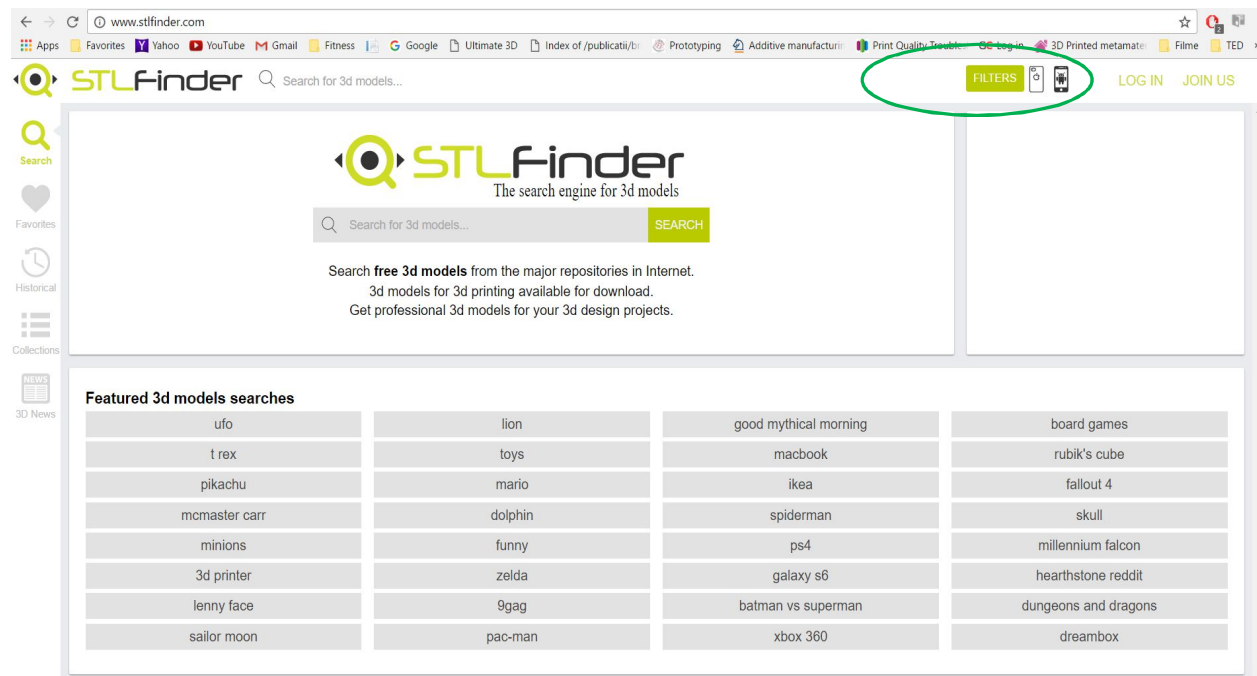 www.stlfinder.com
Apps Favorites Yahoo YouTube Gmail Fitness Google Ultimate 3D Index of /publicatii/br Prototyping Additive manufacturin Print Quality Trouble Log in 3D Printed metamate Filme TED
STLFinder Search for 3d models... FILTERS LOG IN JOIN US
Search
Favorites
Historical
Collections
NEWS
3D News
STLFinder
The search engine for 3d models
Search for 3d models... SEARCH
Search free 3d models from the major repositories in Internet.
3d models for 3d printing available for download.
Get professional 3d models for your 3d design projects.
Featured 3d models searches
ufo lion good mythical morning board games
t rex toys macbook rubik's cube
pikachu mario ikea fallout 4
mcmaster carr dolphin spiderman skull
minions funny ps4 millennium falcon
3d printer zelda galaxy s6 hearthstone reddit
lenny face 9gag batman vs superman dungeons and dragons
sailor moon pac-man xbox 360 dreambox